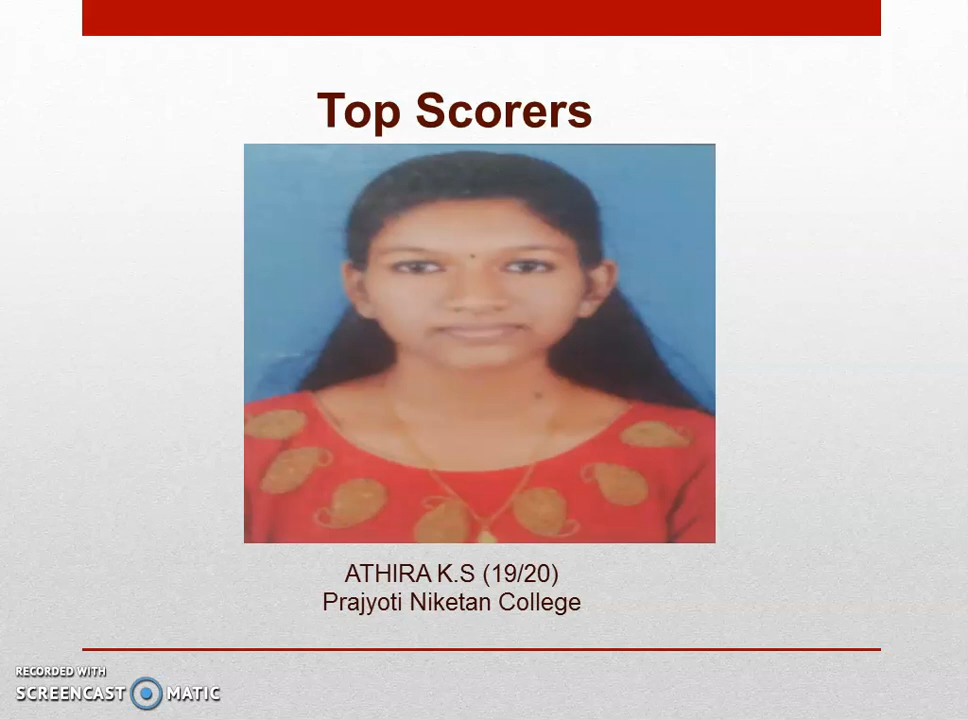 Top Scorers
ATHIRA K.S (19/20)
Prajyoti Niketan College
RECORDED WITH
SCREENCAST MATIC